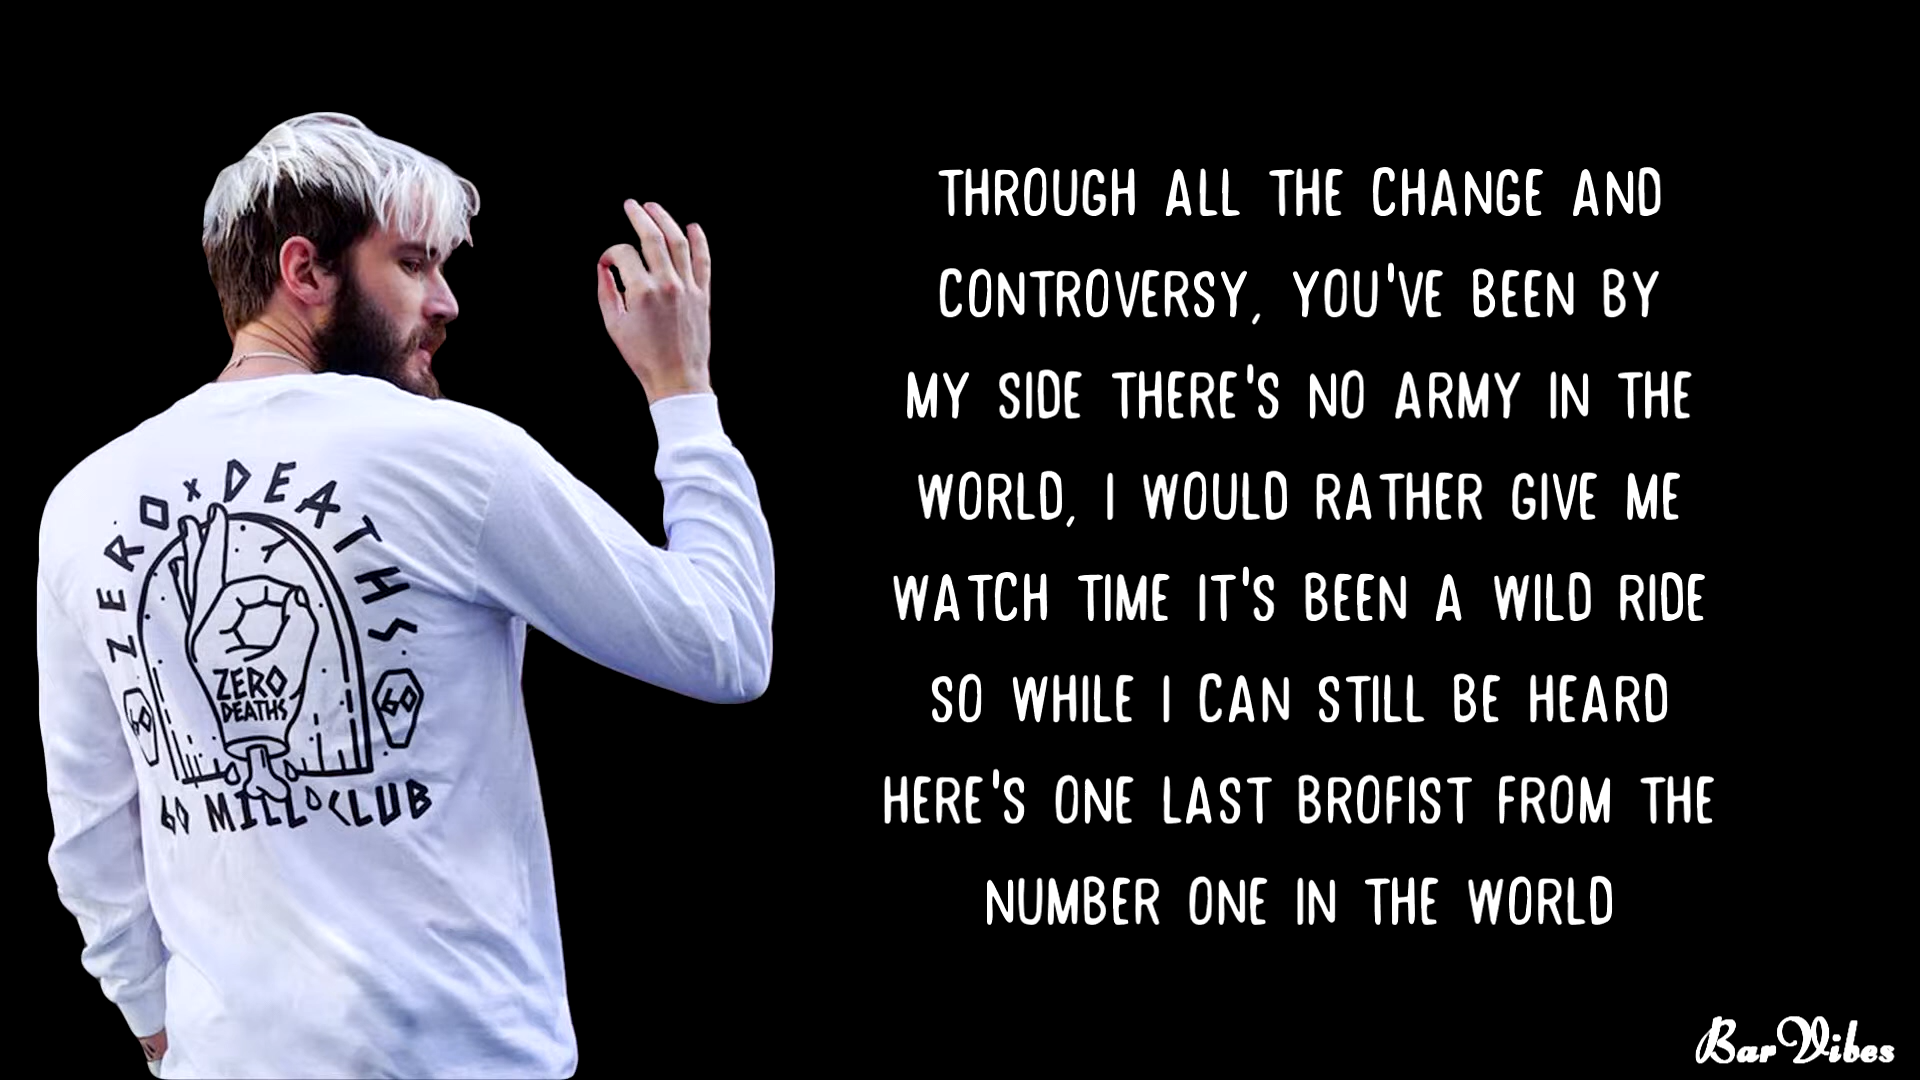 THROUGH ALL THE CHANGE AND
CONTROVERSY, YOU'VE BEEN BY
MY SIDE THERE'S NO ARMY IN THE
WORLD, I WOULD RATHER GIVE ME
WATCH TIME IT'S BEEN A WILD RIDE
SO WHILE I CAN STILL BE HEARD
HERE'S ONE LAST BROFIST FROM THE
NUMBER ONE IN THE WORLD
ZERO x DEATHS
ZERO
DEATHS
60
60
60 MILL CLUB
Bar Vibes